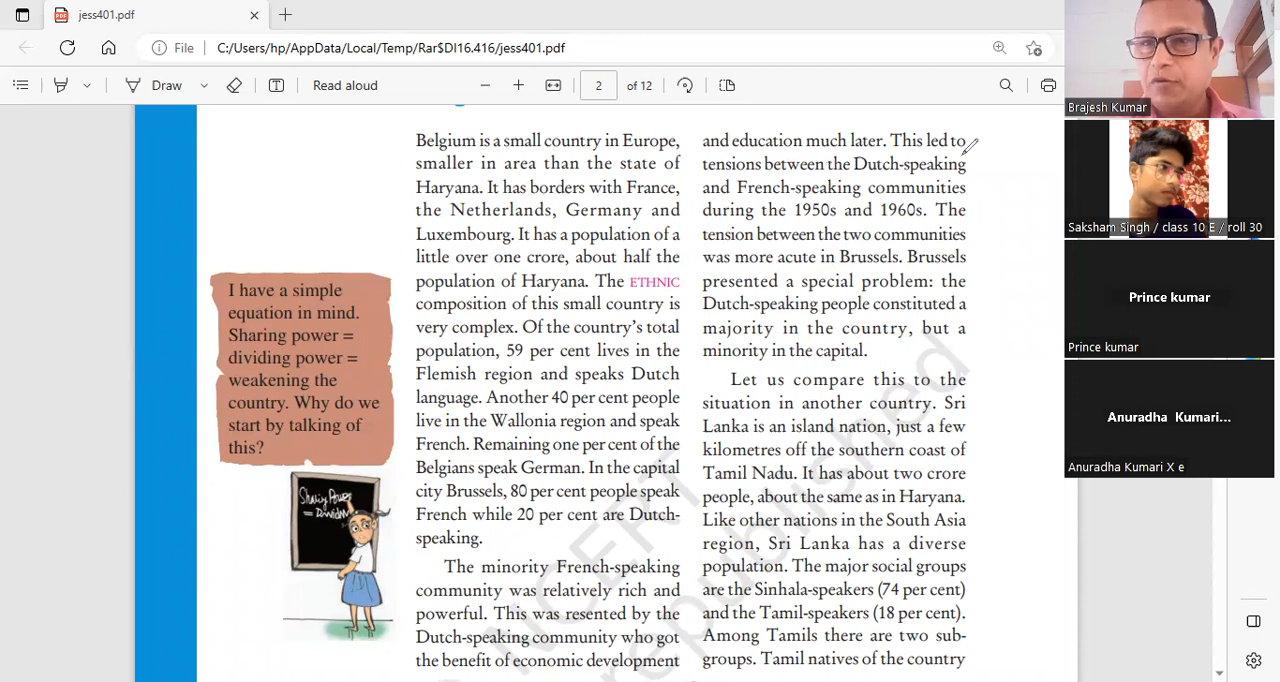 jess401.pdf
File
C:/Users/hp/AppData/Local/Temp/Rar$DI16.416/jess401.pdf
Draw
Read aloud
2
of 12
I have a simple
equation in mind.
Sharing power =
dividing power =
weakening the
country. Why do we
start by talking of
this?
Sharing Power
= Dividin
Belgium is a small country in Europe,
smaller in area than the state of
Haryana. It has borders with France,
the Netherlands, Germany and
Luxembourg. It has a population of a
little over one crore, about half the
population of Haryana. The ETHNIC
composition of this small country is
very complex. Of the country's total
population, 59 per cent lives in the
Flemish region and speaks Dutch
language. Another 40 per cent people
live in the Wallonia region and speak
French. Remaining one per cent of the
Belgians speak German. In the capital
city Brussels, 80 per cent people speak
French while 20 per cent are Dutch-
speaking.
The minority French-speaking
community was relatively rich and
powerful. This was resented by the
Dutch-speaking community who got
the benefit of economic development
and education much later. This led to
tensions between the Dutch-speaking
and French-speaking communities
during the 1950s and 1960s. The
tension between the two communities
was more acute in Brussels. Brussels
presented a special problem: the
Dutch-speaking people constituted a
majority in the country, but a
minority in the capital.
Let us compare this to the
situation in another country. Sri
Lanka is an island nation, just a few
kilometres off the southern coast of
Tamil Nadu. It has about two crore
people, about the same as in Haryana.
Like other nations in the South Asia
region, Sri Lanka has a diverse
population. The major social groups
are the Sinhala-speakers (74 per cent)
and the Tamil-speakers (18 per cent).
Among Tamils there are two sub-
groups. Tamil natives of the country
NCERT
republished
Brajesh Kumar
Saksham Singh / class 10 E / roll 30
Prince kumar
Prince kumar
Anuradha Kumari...
Anuradha Kumari X e